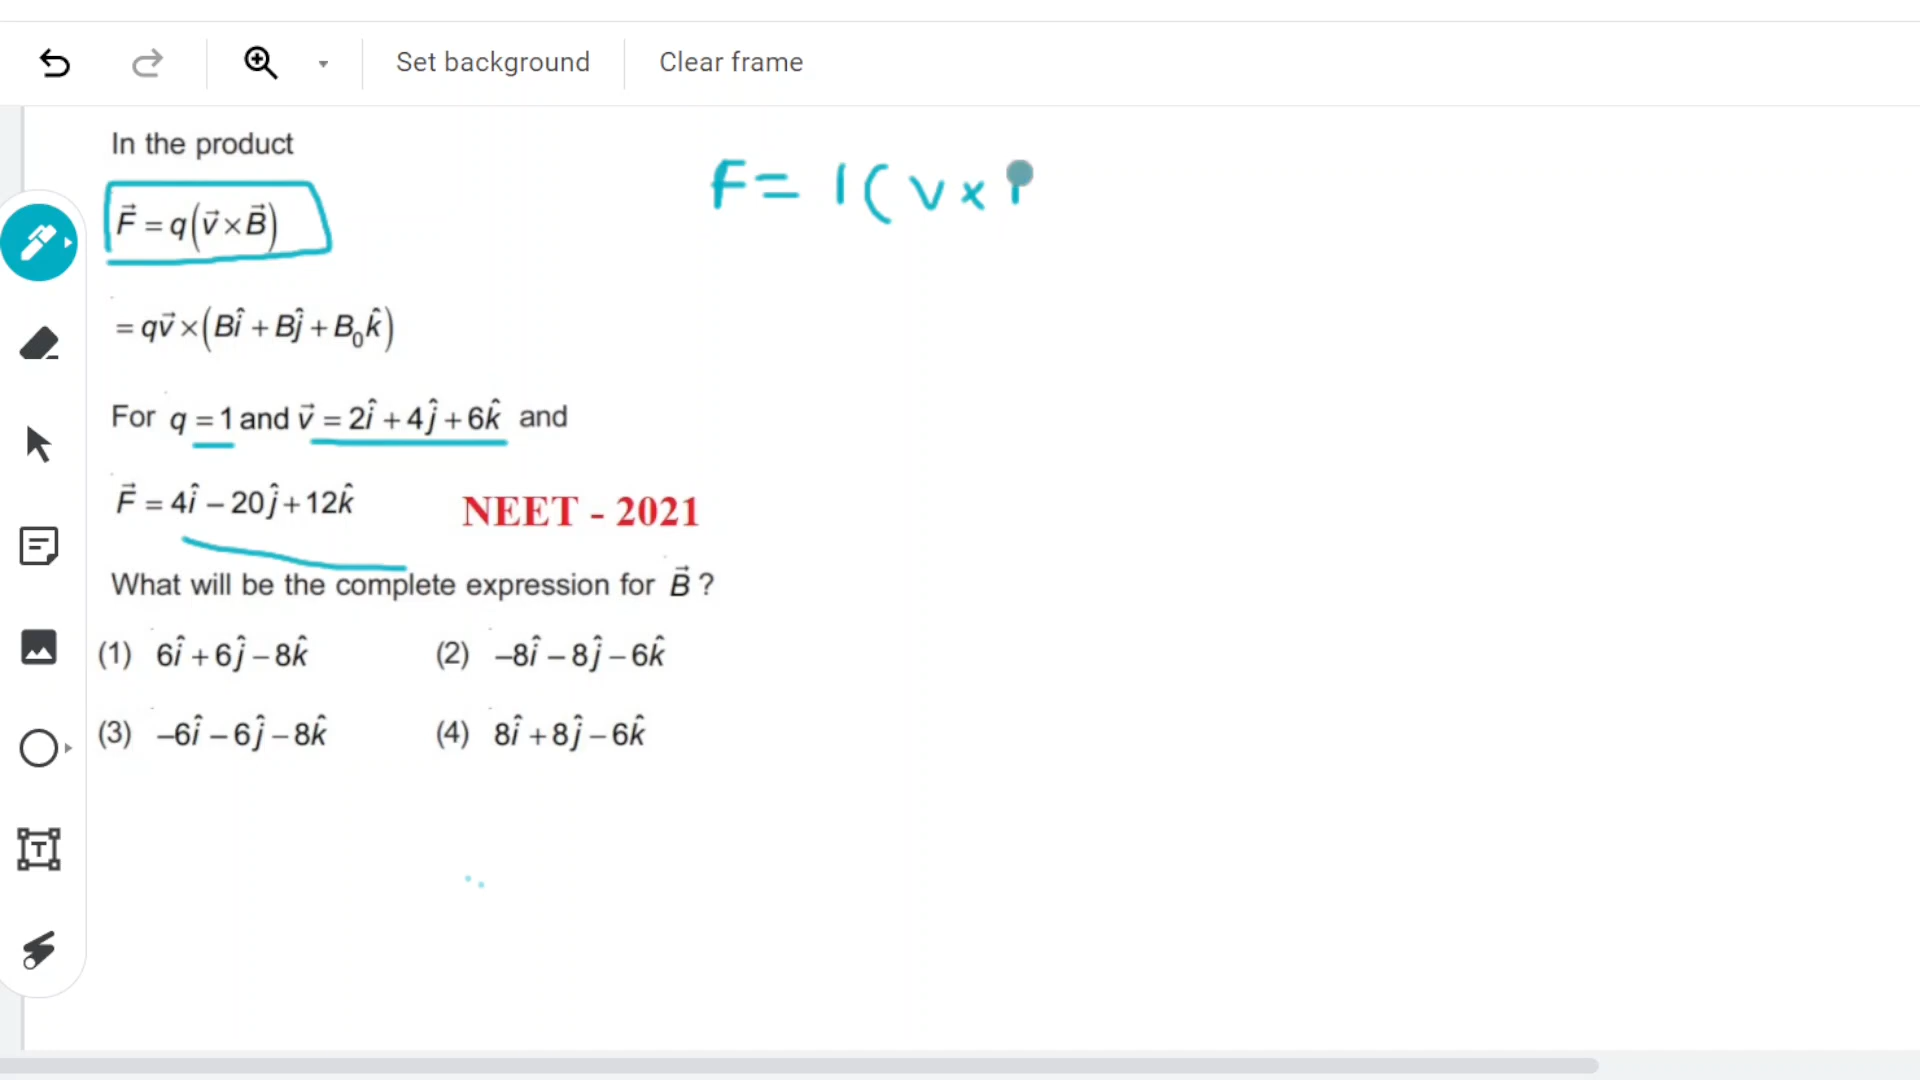 Set background Clear frame
In the product
F⃗ = q(v⃗ × B⃗)
F = 1 ( v ×
= qv⃗ × (Bî + Bĵ + B₀k̂)
For q = 1 and v⃗ = 2î + 4ĵ + 6k̂ and
F⃗ = 4î – 20ĵ + 12k̂ NEET - 2021
What will be the complete expression for B⃗ ?
(1) 6î + 6ĵ – 8k̂ (2) –8î – 8ĵ – 6k̂
(3) –6î – 6ĵ – 8k̂ (4) 8î + 8ĵ – 6k̂